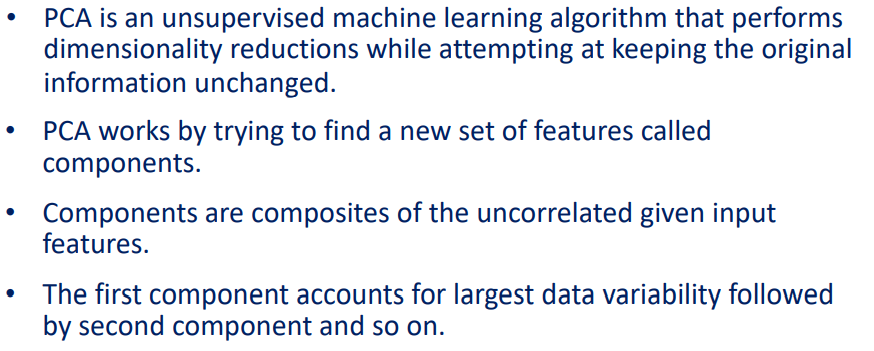 • PCA is an unsupervised machine learning algorithm that performs
dimensionality reductions while attempting at keeping the original
information unchanged.
• PCA works by trying to find a new set of features called
components.
• Components are composites of the uncorrelated given input
features.
• The first component accounts for largest data variability followed
by second component and so on.